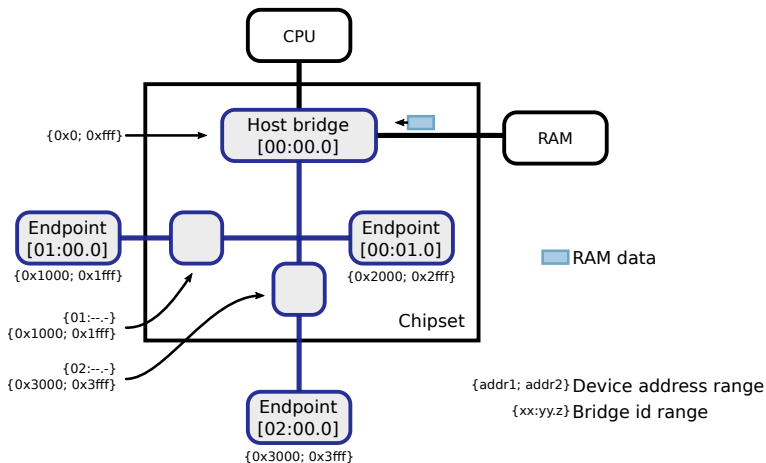 CPU
Host bridge
[00:00.0]
{0x0; 0xfff}
RAM
Endpoint
[01:00.0]
{0x1000; 0x1fff}
Endpoint
[00:01.0]
{0x2000; 0x2fff}
RAM data
{01:--.-}
{0x1000; 0x1fff}
Chipset
{02:--.-}
{0x3000; 0x3fff}
Endpoint
[02:00.0]
{0x3000; 0x3fff}
{addr1; addr2} Device address range
{xx:yy.z} Bridge id range